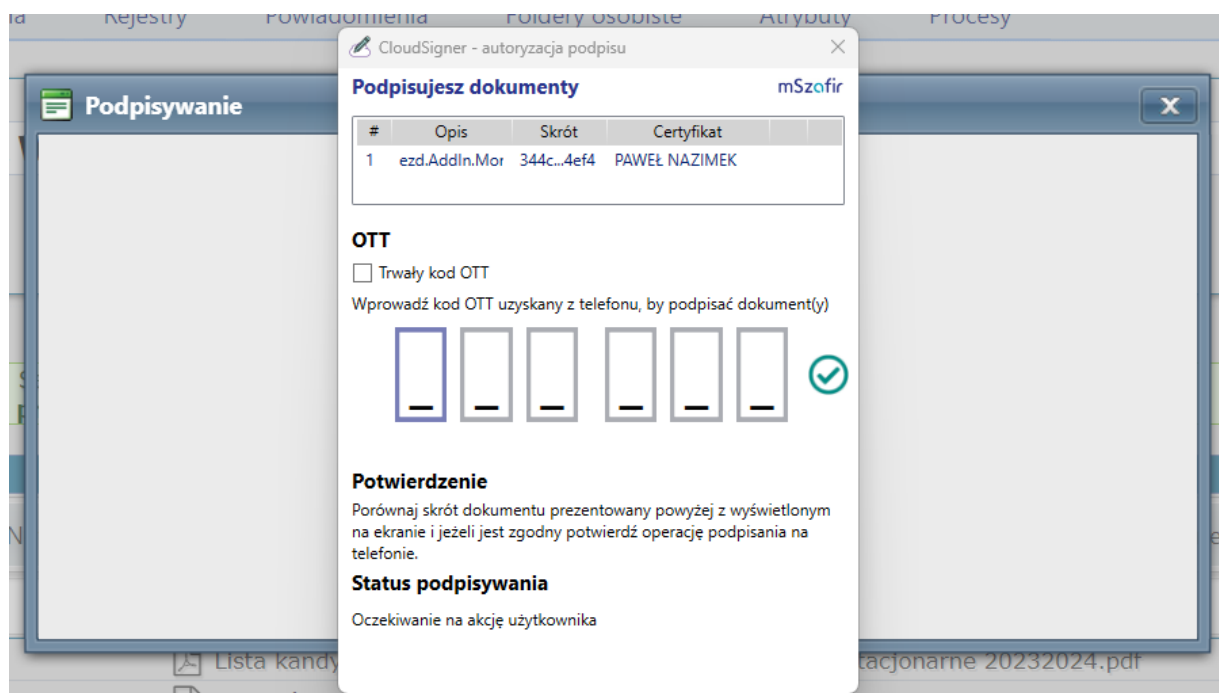 Rejestry Powiadomienia Foldery osobiste Atrybuty Procesy
CloudSigner - autoryzacja podpisu
Podpisywanie
Podpisujesz dokumenty mSzafir
# Opis Skrót Certyfikat
1 ezd.AddIn.Mor 344c...4ef4 PAWEŁ NAZIMEK
OTT
Trwały kod OTT
Wprowadź kod OTT uzyskany z telefonu, by podpisać dokument(y)
Potwierdzenie
Porównaj skrót dokumentu prezentowany powyżej z wyświetlonym
na ekranie i jeżeli jest zgodny potwierdź operację podpisania na
telefonie.
Status podpisywania
Oczekiwanie na akcję użytkownika
Lista kandy tacjonarne 20232024.pdf